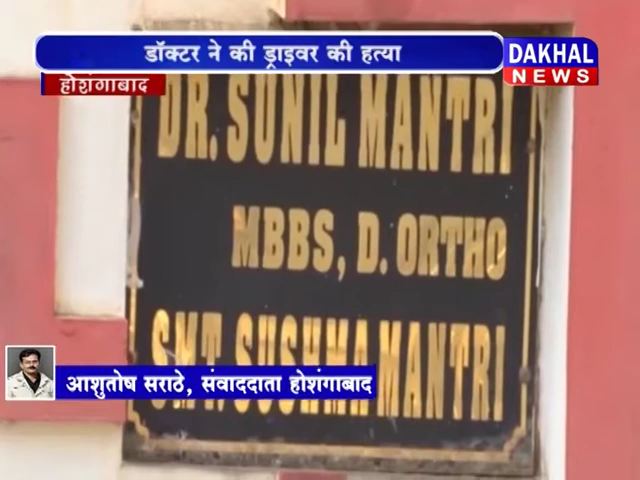 डॉक्टर ने की ड्राइवर की हत्या
DAKHAL
NEWS
होशंगाबाद
DR. SUNIL MANTRI
MBBS, D. ORTHO
SMT. SUSHMA MANTRI
आशुतोष सराठे, संवाददाता होशंगाबाद